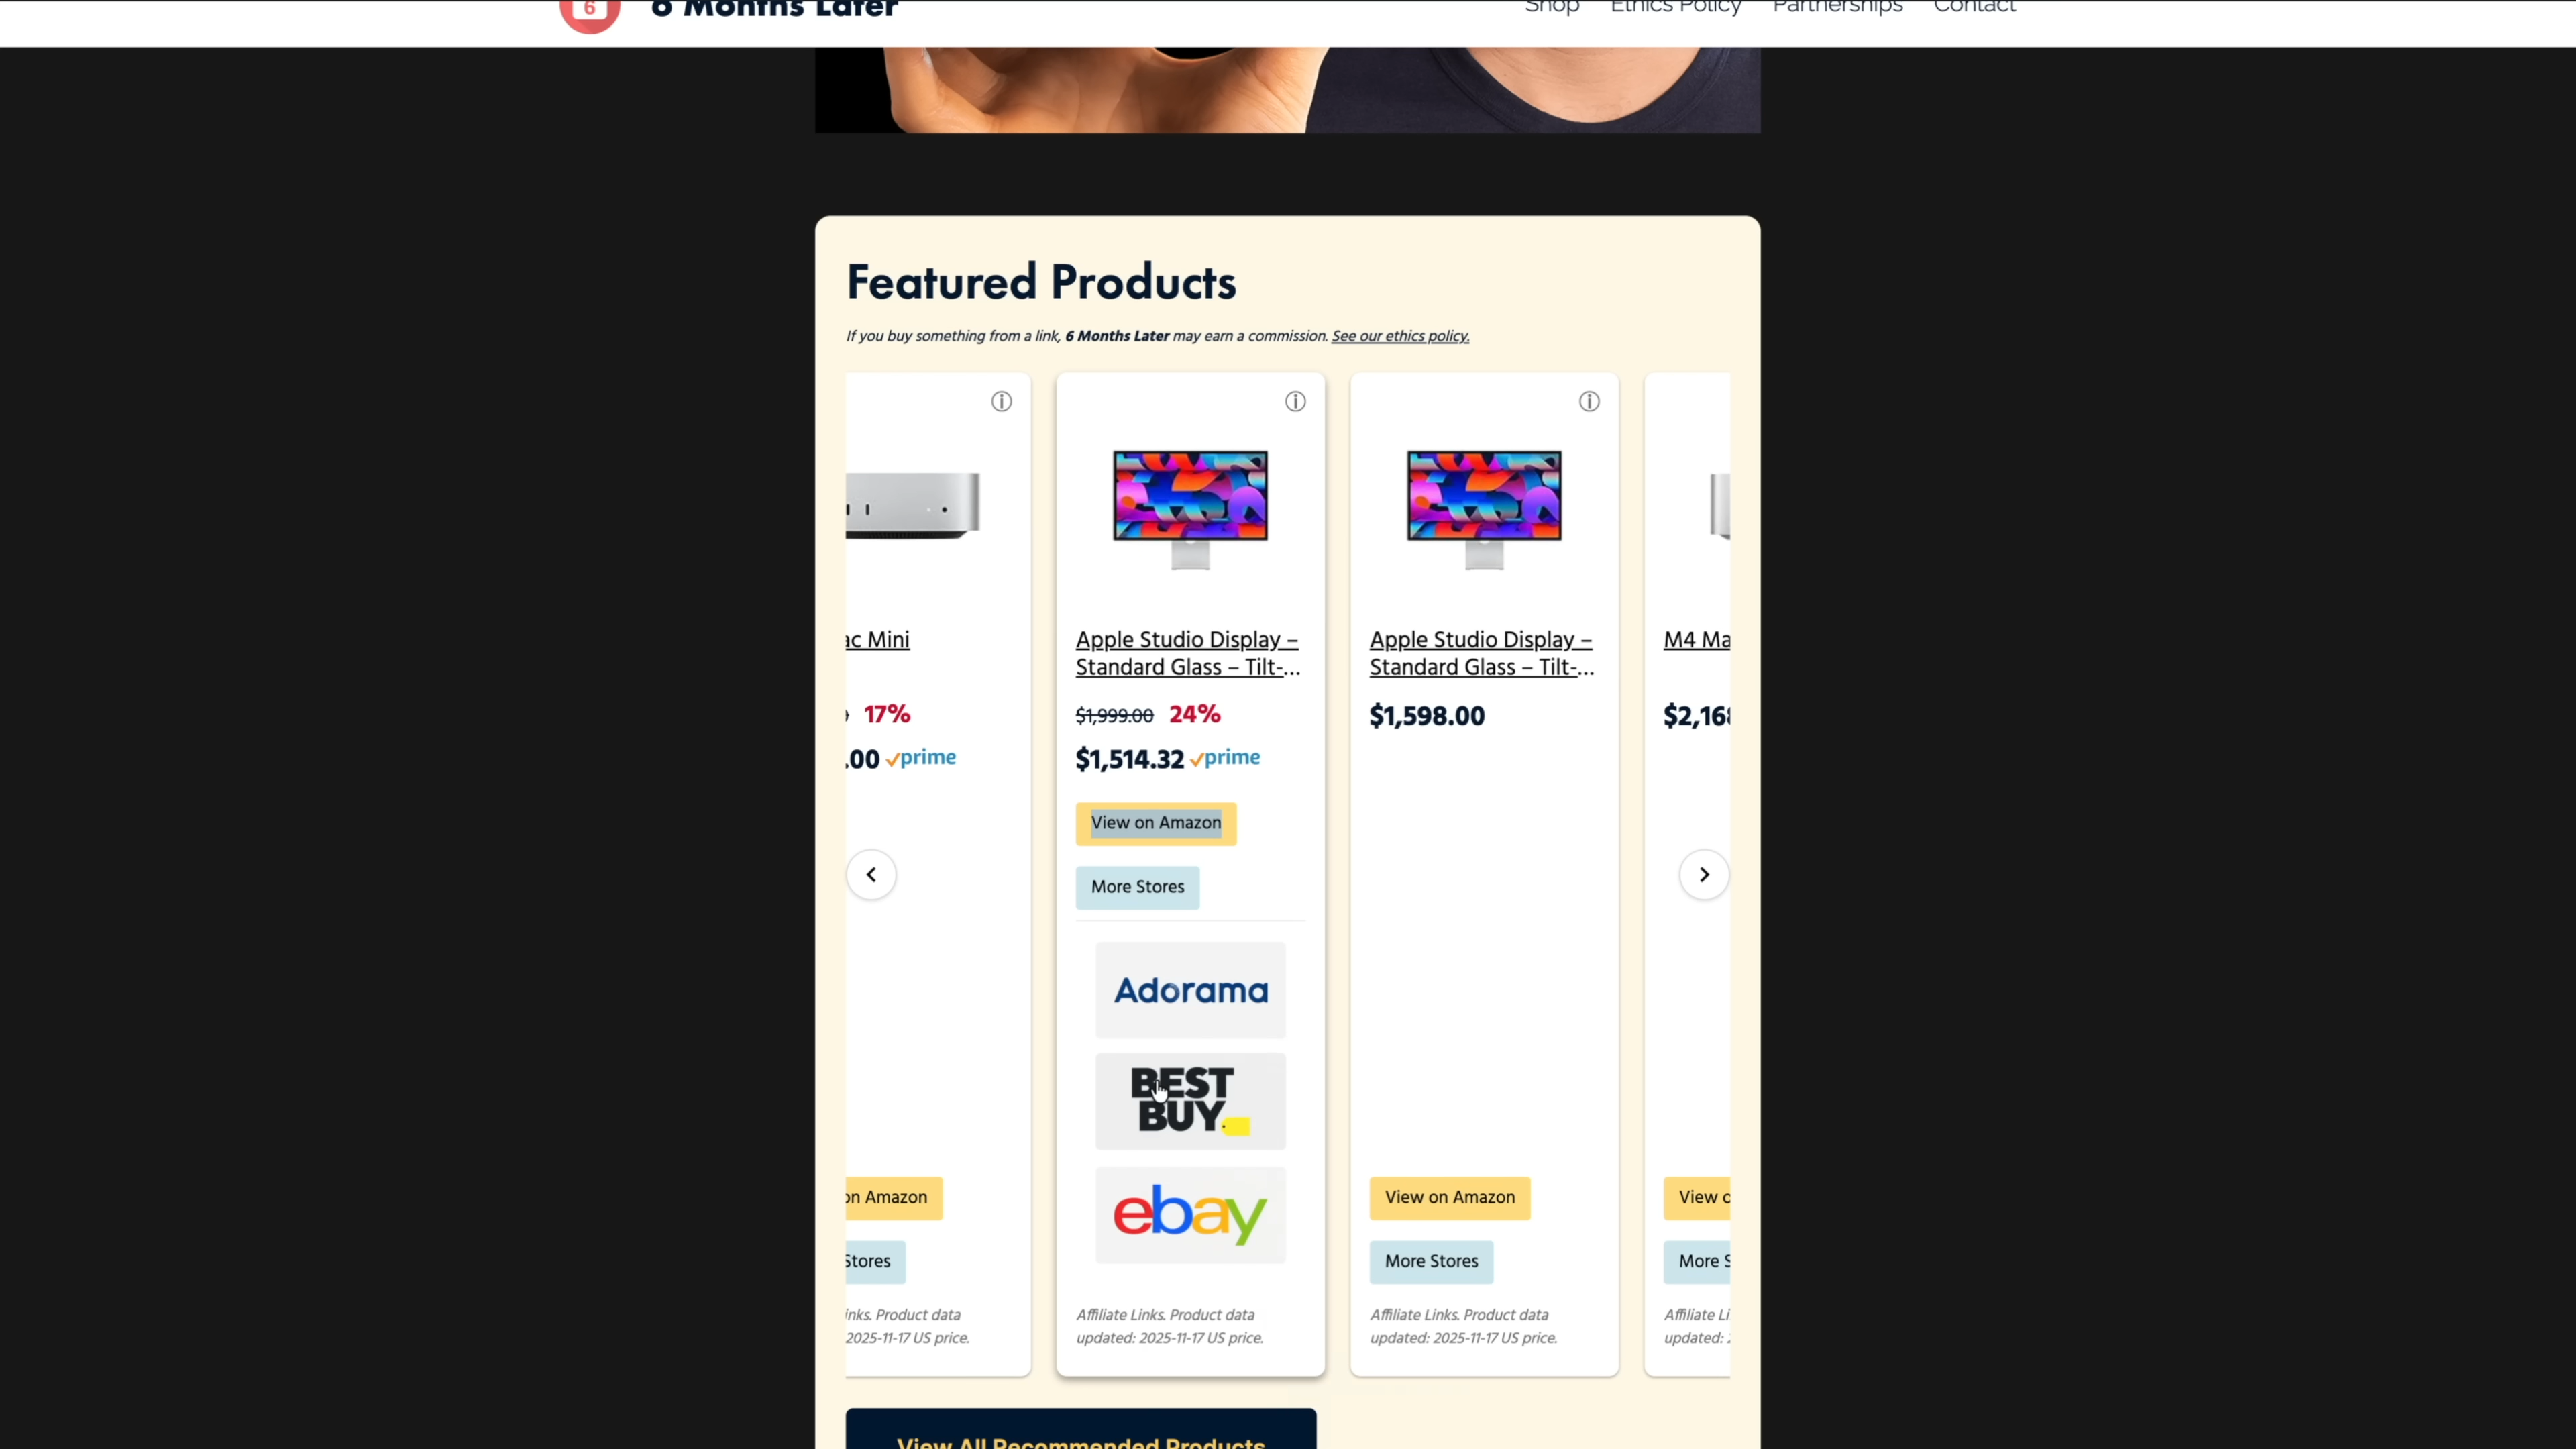 6
6 Months Later
Shop Ethics Policy Partnerships Contact
Featured Products
If you buy something from a link, 6 Months Later may earn a commission. See our ethics policy.
ac Mini
17%
.00 prime
on Amazon
Stores
inks. Product data
2025-11-17 US price.
Apple Studio Display –
Standard Glass – Tilt-...
$1,999.00 24%
$1,514.32 prime
View on Amazon
More Stores
Adorama
BEST
BUY
ebay
Affiliate Links. Product data
updated: 2025-11-17 US price.
Apple Studio Display –
Standard Glass – Tilt-...
$1,598.00
View on Amazon
More Stores
Affiliate Links. Product data
updated: 2025-11-17 US price.
M4 Ma
$2,168
View o
More S
Affiliate Li
updated:
View All Recommended Products